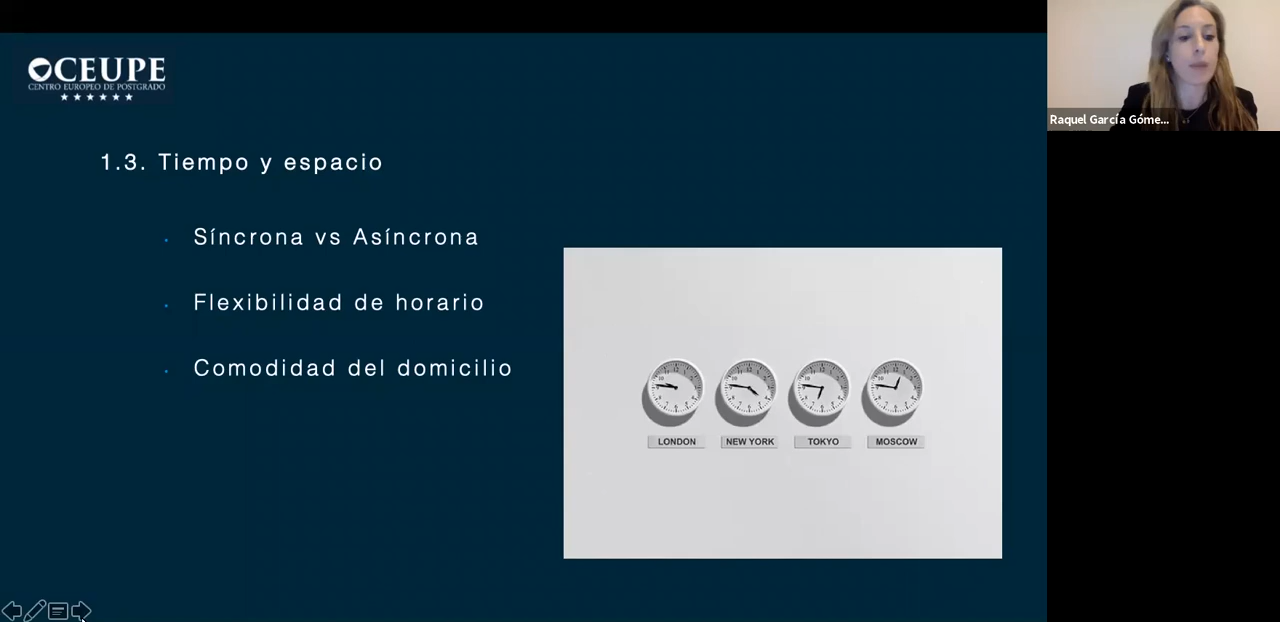 CEUPE
CENTRO EUROPEO DE POSTGRADO
1.3. Tiempo y espacio
· Síncrona vs Asíncrona
· Flexibilidad de horario
· Comodidad del domicilio
LONDON NEW YORK TOKYO MOSCOW
Raquel García Góme...